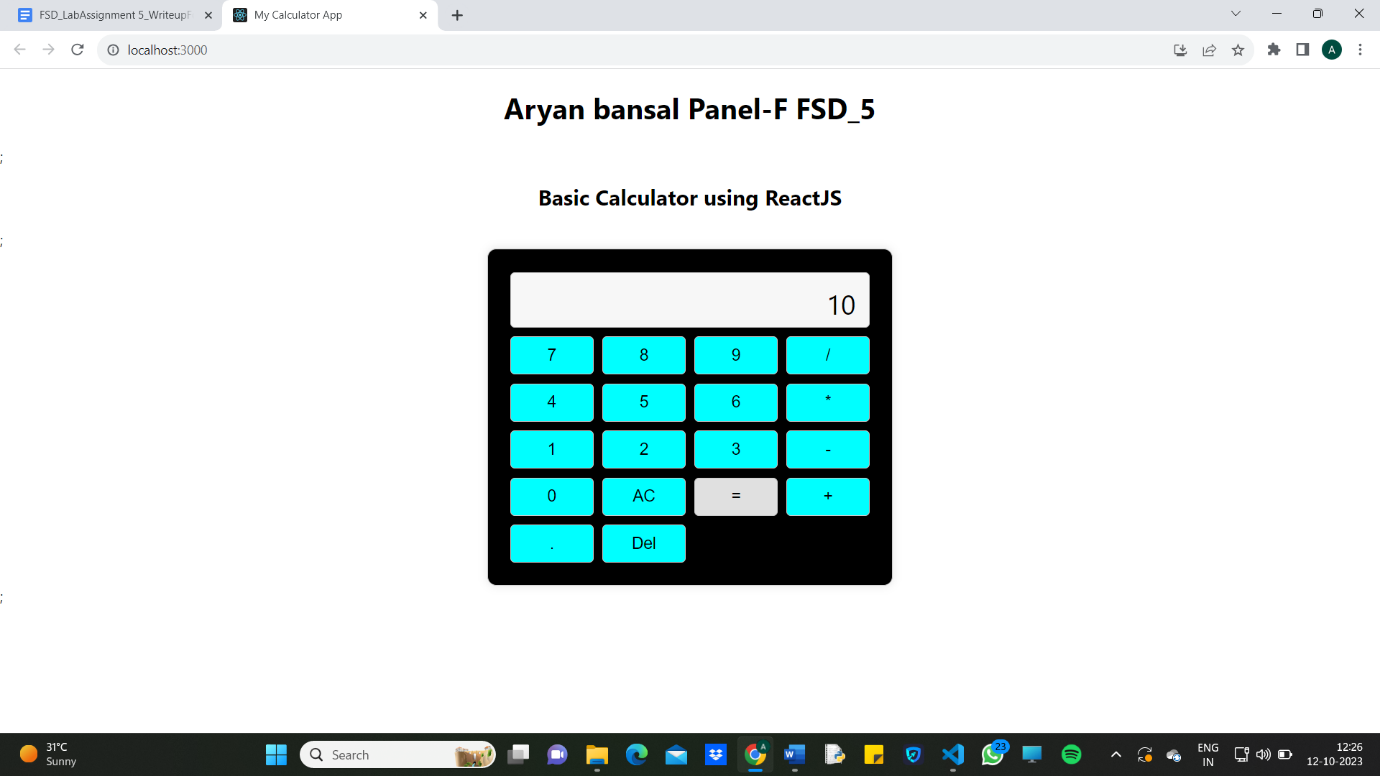 FSD_LabAssignment 5_WriteupF
My Calculator App
localhost:3000
A
Aryan bansal Panel-F FSD_5
;
Basic Calculator using ReactJS
;
10
7 8 9 /
4 5 6 *
1 2 3 -
0 AC = +
. Del
;
31°C
Sunny
Search
A
23
ENG
IN
12:26
12-10-2023